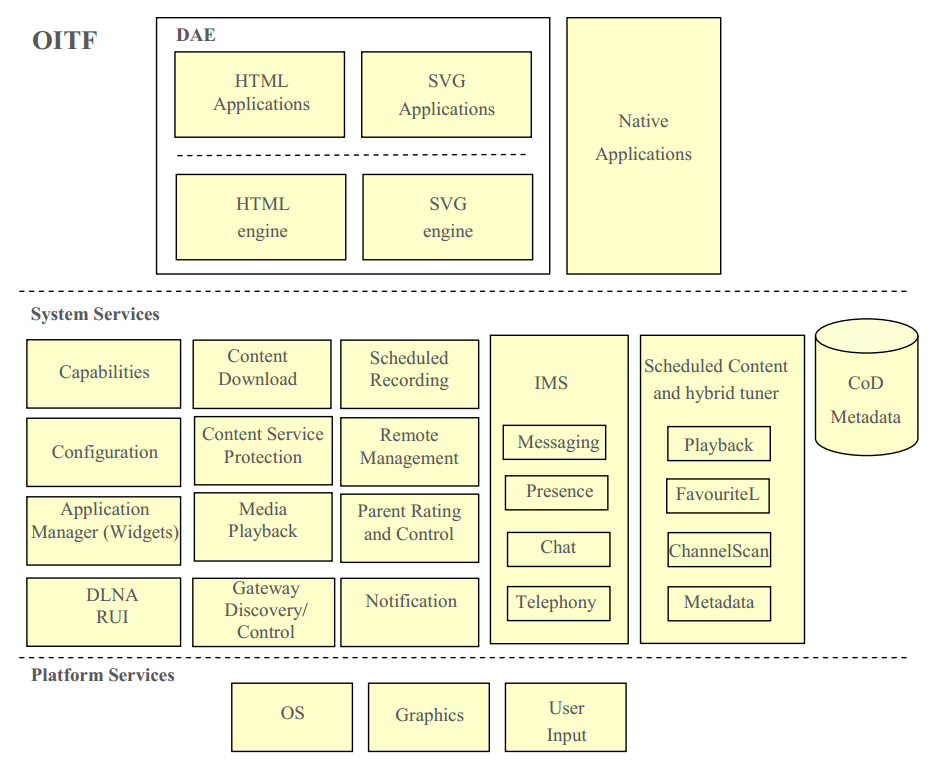 OITF
DAE
HTML
Applications
SVG
Applications
HTML
engine
SVG
engine
Native
Applications
System Services
Capabilities
Content
Download
Scheduled
Recording
Configuration
Content Service
Protection
Remote
Management
Application
Manager (Widgets)
Media
Playback
Parent Rating
and Control
DLNA
RUI
Gateway
Discovery/
Control
Notification
IMS
Messaging
Presence
Chat
Telephony
Scheduled Content
and hybrid tuner
Playback
FavouriteL
ChannelScan
Metadata
CoD
Metadata
Platform Services
OS
Graphics
User
Input